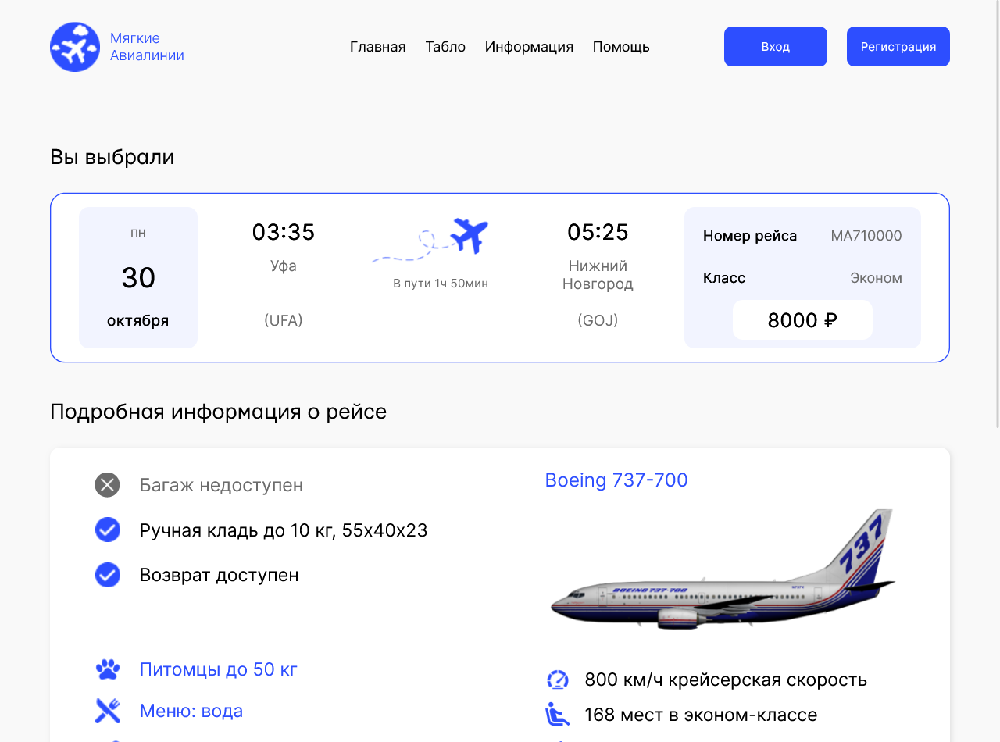 Мягкие
Авиалинии
Главная Табло Информация Помощь
Вход
Регистрация
Вы выбрали
пн
30
октября
03:35
Уфа
(UFA)
В пути 1ч 50мин
05:25
Нижний
Новгород
(GOJ)
Номер рейса MA710000
Класс Эконом
8000 ₽
Подробная информация о рейсе
Багаж недоступен
Ручная кладь до 10 кг, 55x40x23
Возврат доступен
Питомцы до 50 кг
Меню: вода
Boeing 737-700
737
BOEING 737-700
800 км/ч крейсерская скорость
168 мест в эконом-классе